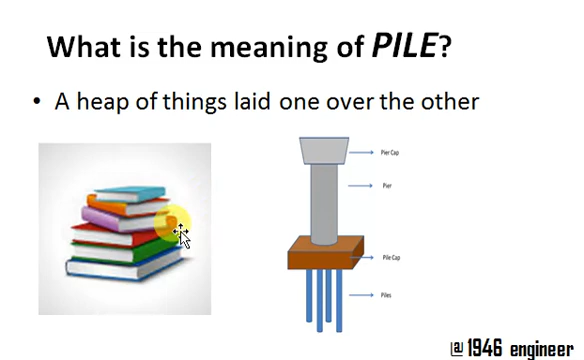 What is the meaning of PILE?
• A heap of things laid one over the other
Pier Cap
Pier
Pile Cap
Piles
@ 1946 engineer